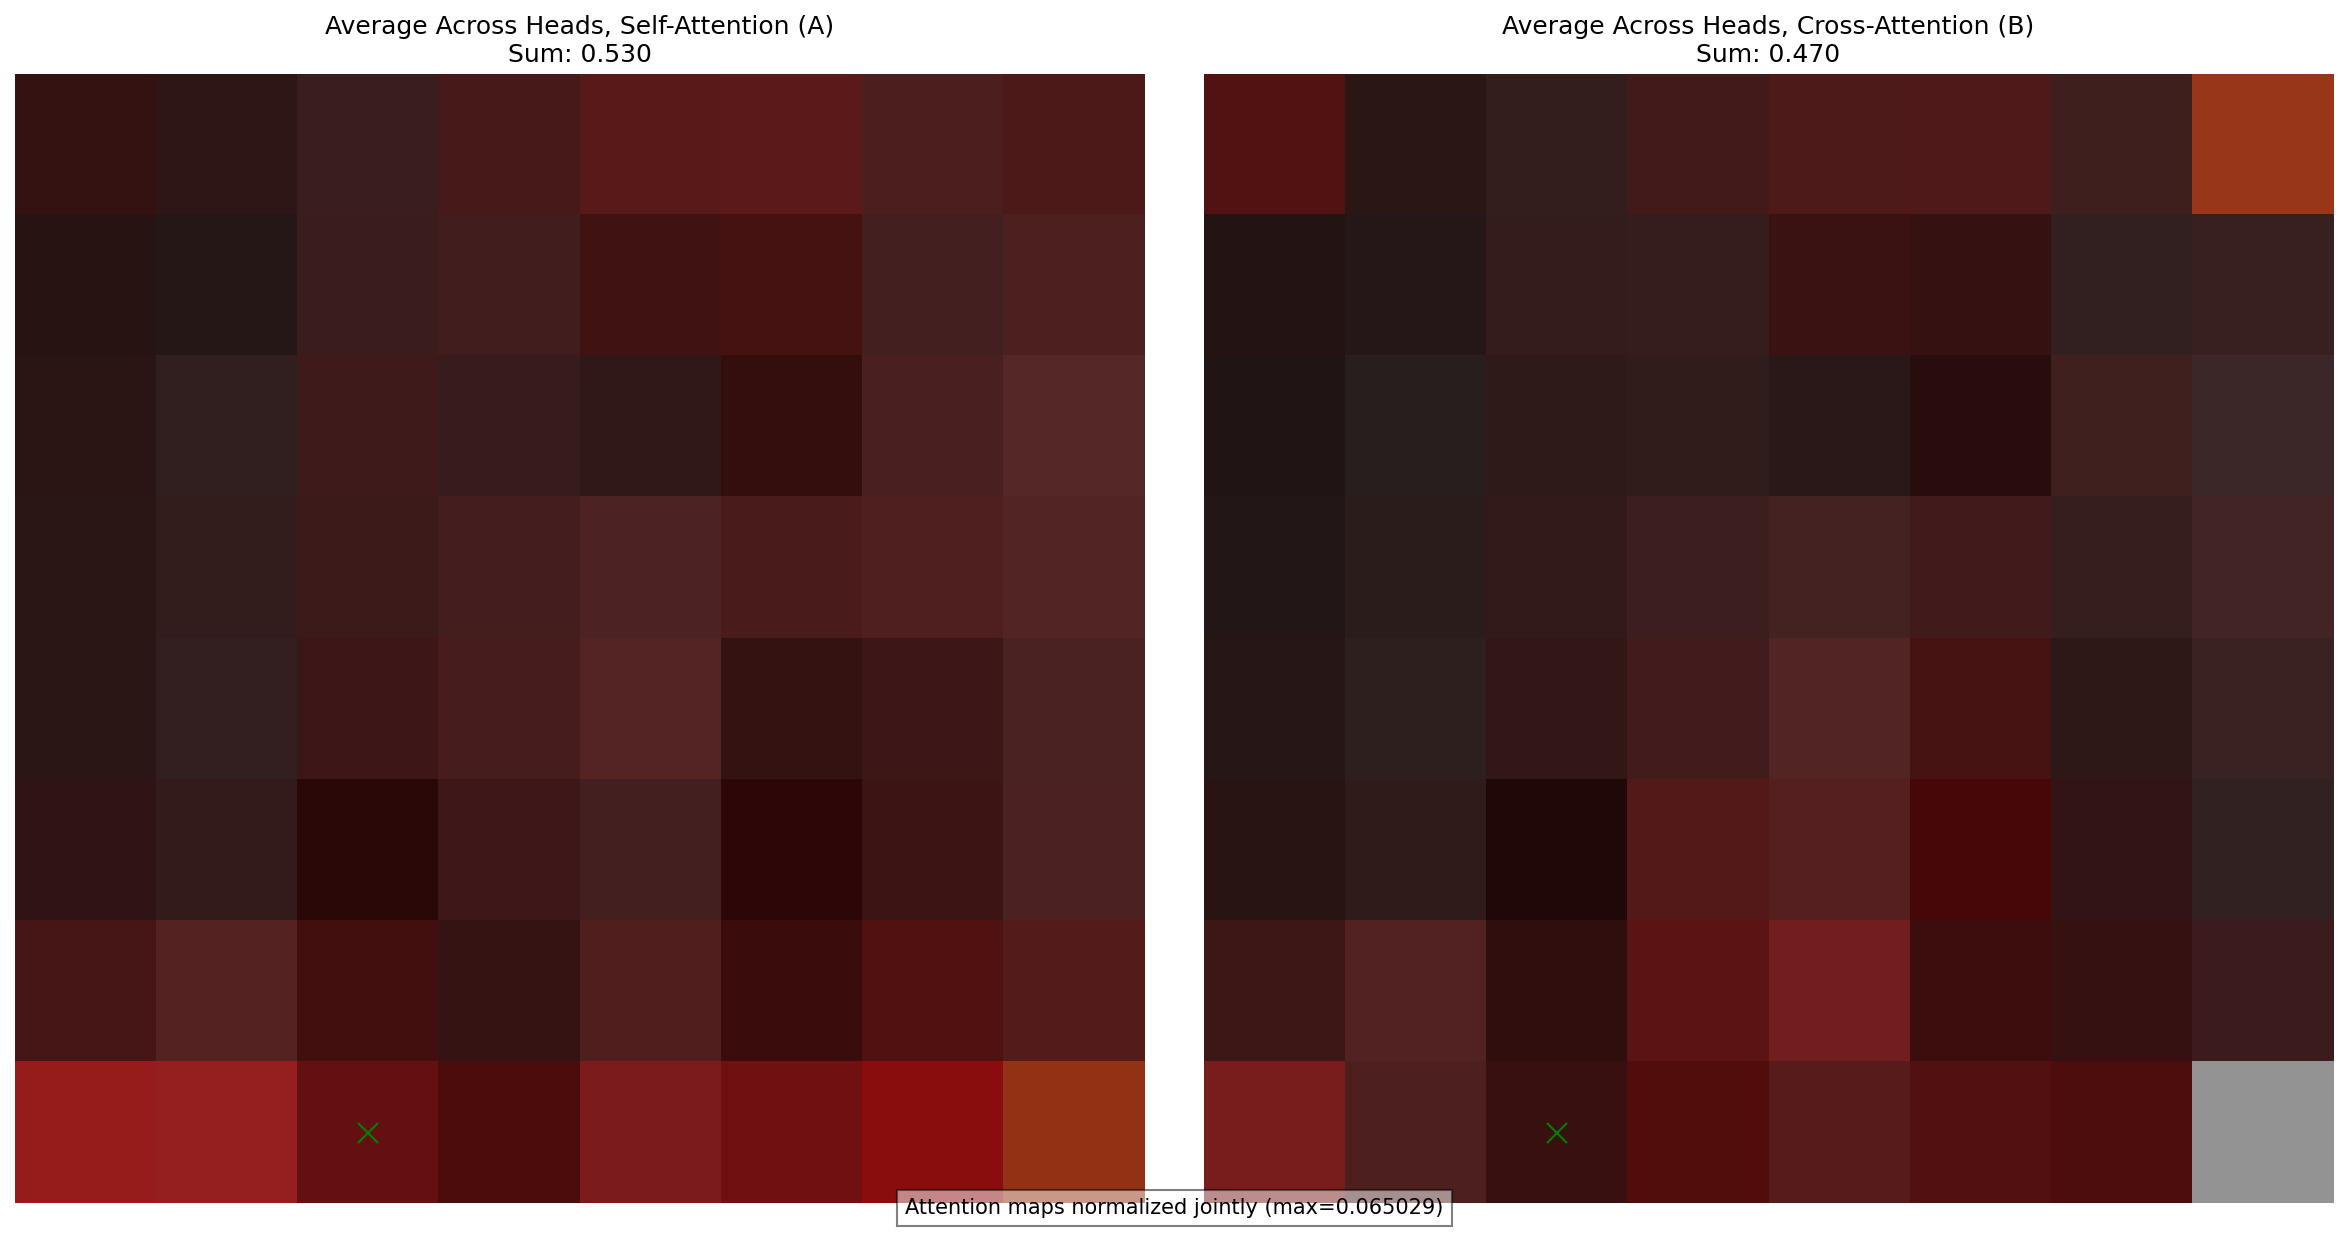 Average Across Heads, Self-Attention (A)
Sum: 0.530
Average Across Heads, Cross-Attention (B)
Sum: 0.470
Attention maps normalized jointly (max=0.065029)